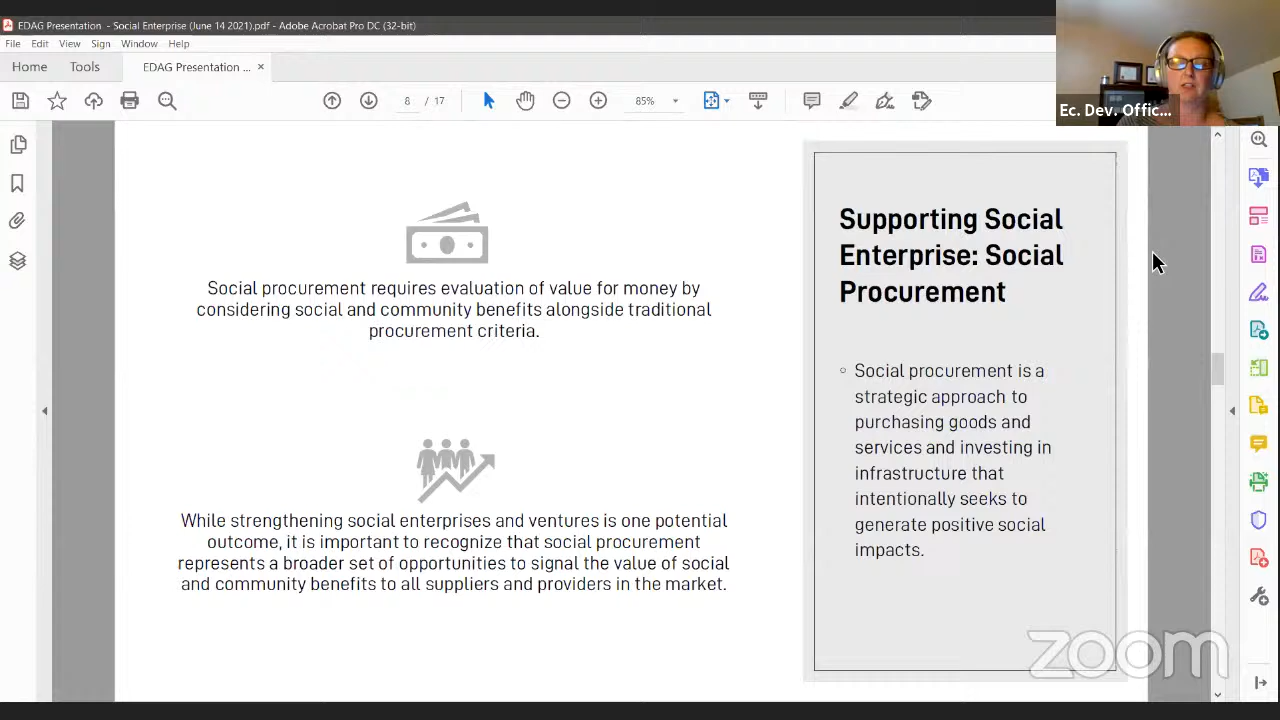 EDAG Presentation - Social Enterprise (June 14 2021).pdf - Adobe Acrobat Pro DC (32-bit)
File Edit View Sign Window Help
Home Tools EDAG Presentation ... ×
17 85%
Ec. Dev. Offic...
Social procurement requires evaluation of value for money by
considering social and community benefits alongside traditional
procurement criteria.
While strengthening social enterprises and ventures is one potential
outcome, it is important to recognize that social procurement
represents a broader set of opportunities to signal the value of social
and community benefits to all suppliers and providers in the market.
Supporting Social
Enterprise: Social
Procurement
Social procurement is a
strategic approach to
purchasing goods and
services and investing in
infrastructure that
intentionally seeks to
generate positive social
impacts.
zoom